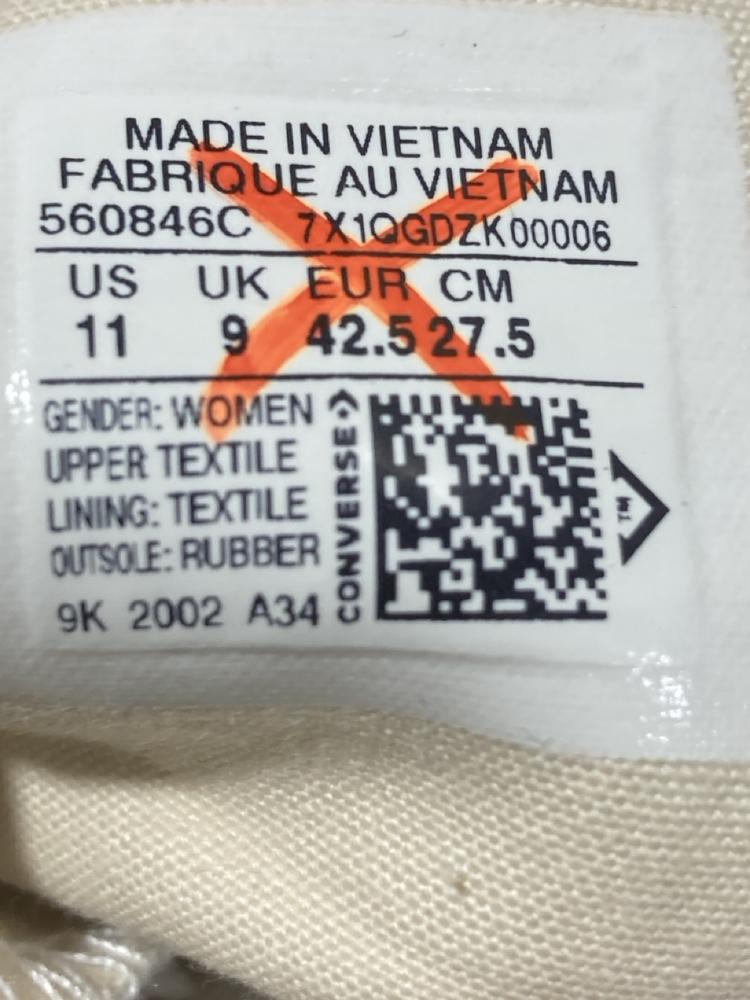 MADE IN VIETNAM
FABRIQUE AU VIETNAM
560846C 7X1QGDZK00006
US UK EUR CM
11 9 42.5 27.5
GENDER: WOMEN
UPPER TEXTILE
LINING: TEXTILE
OUTSOLE: RUBBER
9K 2002 A34
CONVERSE
TM